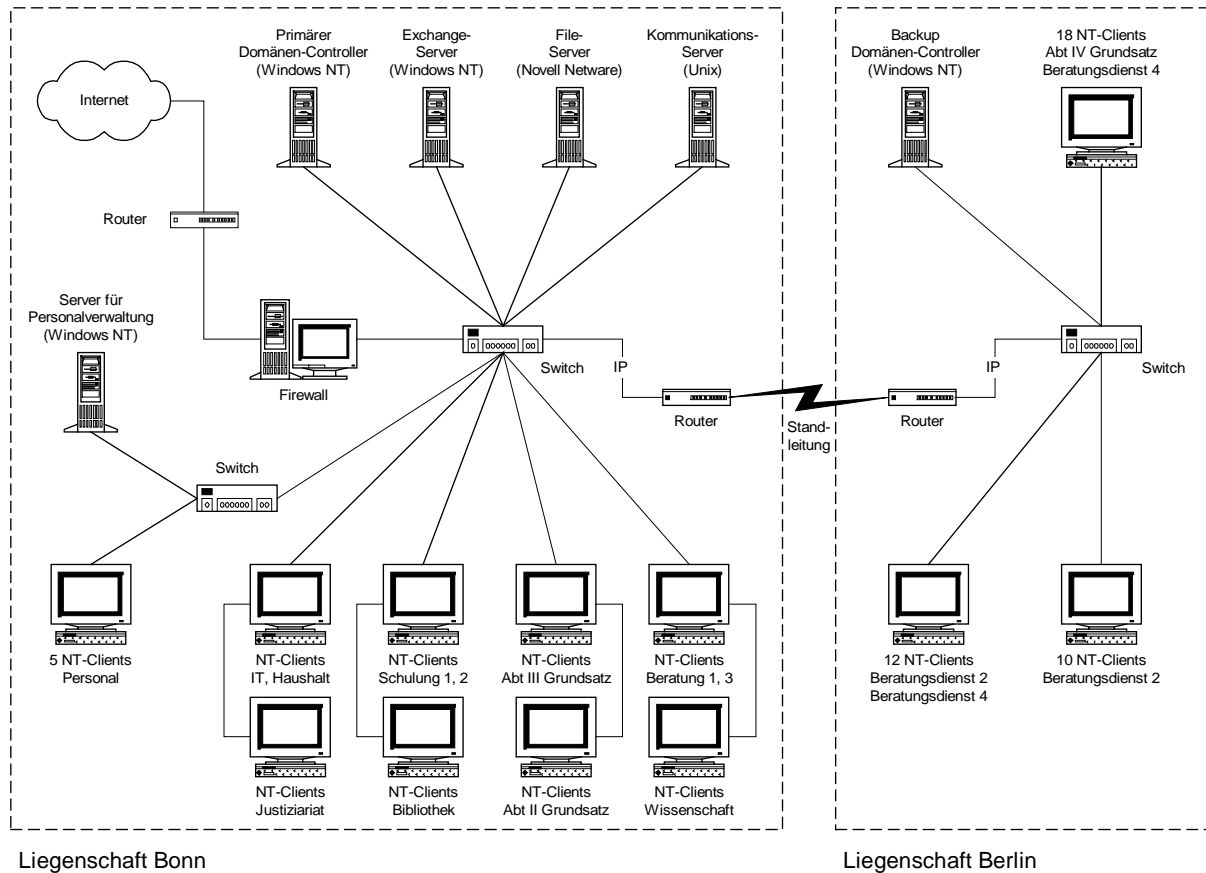 Primärer
Domänen-Controller
(Windows NT)
Exchange-
Server
(Windows NT)
File-
Server
(Novell Netware)
Kommunikations-
Server
(Unix)
Internet
Router
Server für
Personalverwaltung
(Windows NT)
Firewall
Switch
IP
Router
Switch
5 NT-Clients
Personal
NT-Clients
IT, Haushalt
NT-Clients
Schulung 1, 2
NT-Clients
Abt III Grundsatz
NT-Clients
Beratung 1, 3
NT-Clients
Justiziariat
NT-Clients
Bibliothek
NT-Clients
Abt II Grundsatz
NT-Clients
Wissenschaft
Liegenschaft Bonn
Stand-
leitung
Backup
Domänen-Controller
(Windows NT)
18 NT-Clients
Abt IV Grundsatz
Beratungsdienst 4
IP
Switch
Router
12 NT-Clients
Beratungsdienst 2
Beratungsdienst 4
10 NT-Clients
Beratungsdienst 2
Liegenschaft Berlin